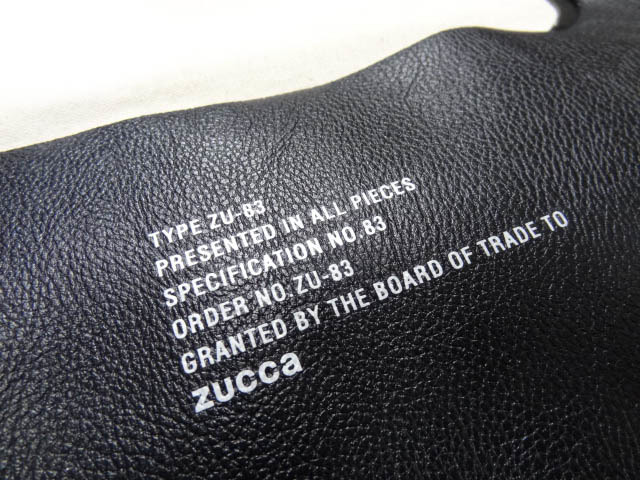 TYPE ZU-83
PRESENTED IN ALL PIECES
SPECIFICATION NO.83
ORDER NO.ZU-83
GRANTED BY THE BOARD OF TRADE TO
zucca